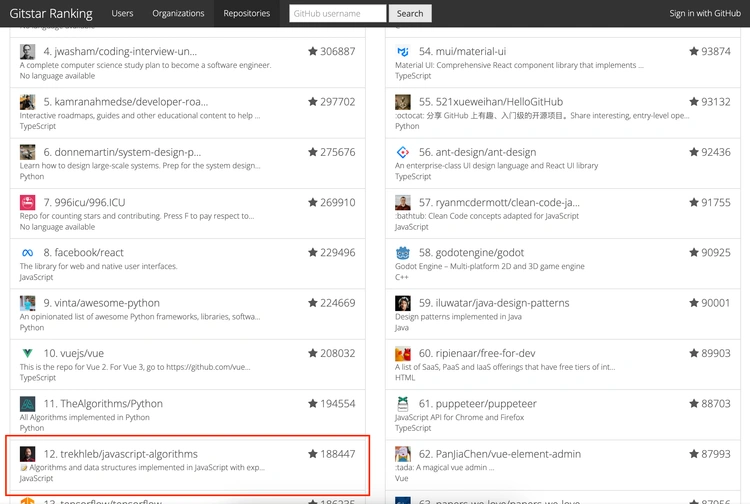 Gitstar Ranking Users Organizations Repositories GitHub username Search Sign in with GitHub
4. jwasham/coding-interview-un... 306887
A complete computer science study plan to become a software engineer.
No language available
5. kamranahmedse/developer-roa... 297702
Interactive roadmaps, guides and other educational content to help ...
TypeScript
6. donnemartin/system-design-p... 275676
Learn how to design large-scale systems. Prep for the system design...
Python
7. 996icu/996.ICU 269910
Repo for counting stars and contributing. Press F to pay respect to...
No language available
8. facebook/react 229496
The library for web and native user interfaces.
JavaScript
9. vinta/awesome-python 224669
An opinionated list of awesome Python frameworks, libraries, softwa...
Python
10. vuejs/vue 208032
This is the repo for Vue 2. For Vue 3, go to https://github.com/vue...
TypeScript
11. TheAlgorithms/Python 194554
All Algorithms implemented in Python
Python
12. trekhleb/javascript-algorithms 188447
📝 Algorithms and data structures implemented in JavaScript with exp...
JavaScript
13. tensorflow/tensorflow 186235
54. mui/material-ui 93874
Material UI: Comprehensive React component library that implements ...
TypeScript
55. 521xueweihan/HelloGitHub 93132
:octocat: 分享 GitHub 上有趣、入门级的开源项目。Share interesting, entry-level ope...
Python
56. ant-design/ant-design 92436
An enterprise-class UI design language and React UI library
TypeScript
57. ryanmcdermott/clean-code-ja... 91755
:bathtub: Clean Code concepts adapted for JavaScript
JavaScript
58. godotengine/godot 90925
Godot Engine – Multi-platform 2D and 3D game engine
C++
59. iluwatar/java-design-patterns 90001
Design patterns implemented in Java
Java
60. ripienaar/free-for-dev 89903
A list of SaaS, PaaS and IaaS offerings that have free tiers of int...
HTML
61. puppeteer/puppeteer 88703
JavaScript API for Chrome and Firefox
TypeScript
62. PanJiaChen/vue-element-admin 87993
:tada: A magical vue admin ...
Vue
63. papers-we-love/papers-we-love 87056